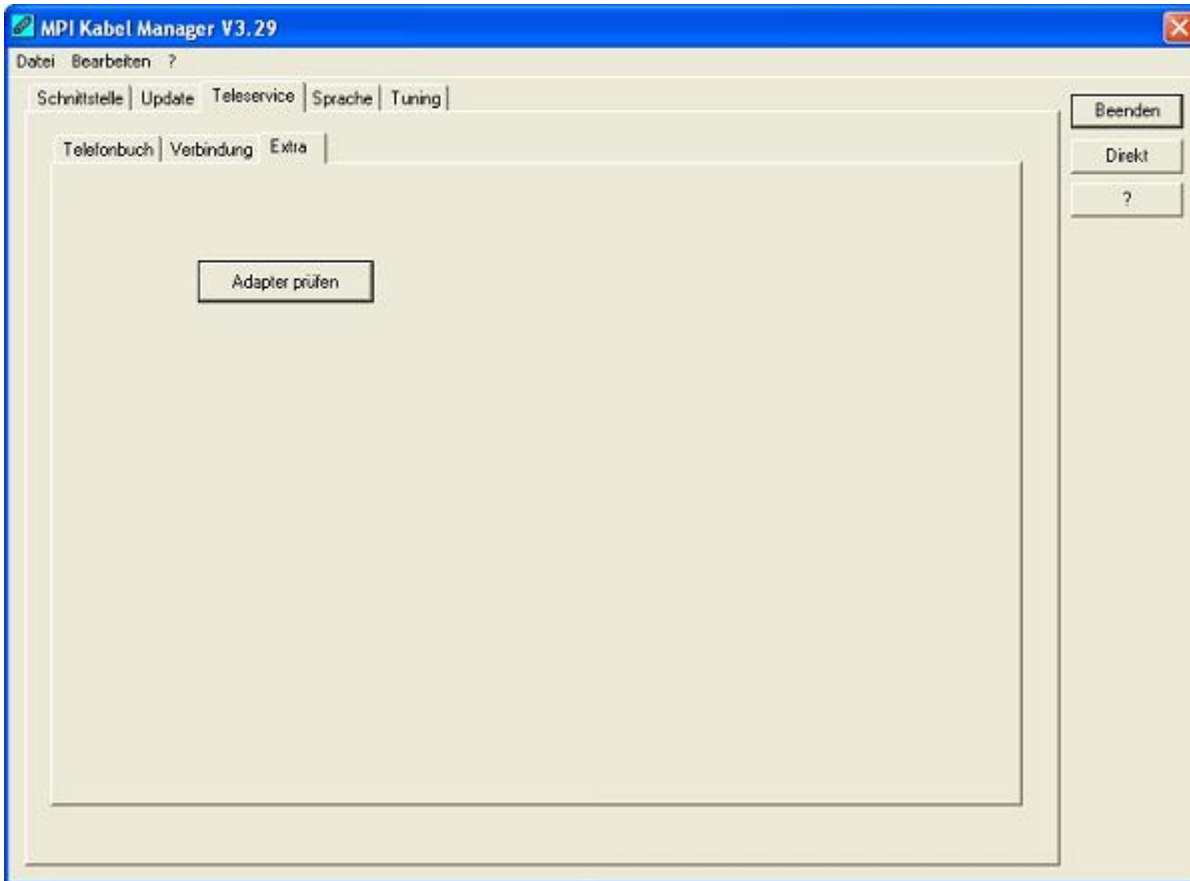 MPI Kabel Manager V3.29
Datei Bearbeiten ?
Schnittstelle Update Teleservice Sprache Tuning
Beenden
Telefonbuch Verbindung Extra
Direkt
?
Adapter prüfen